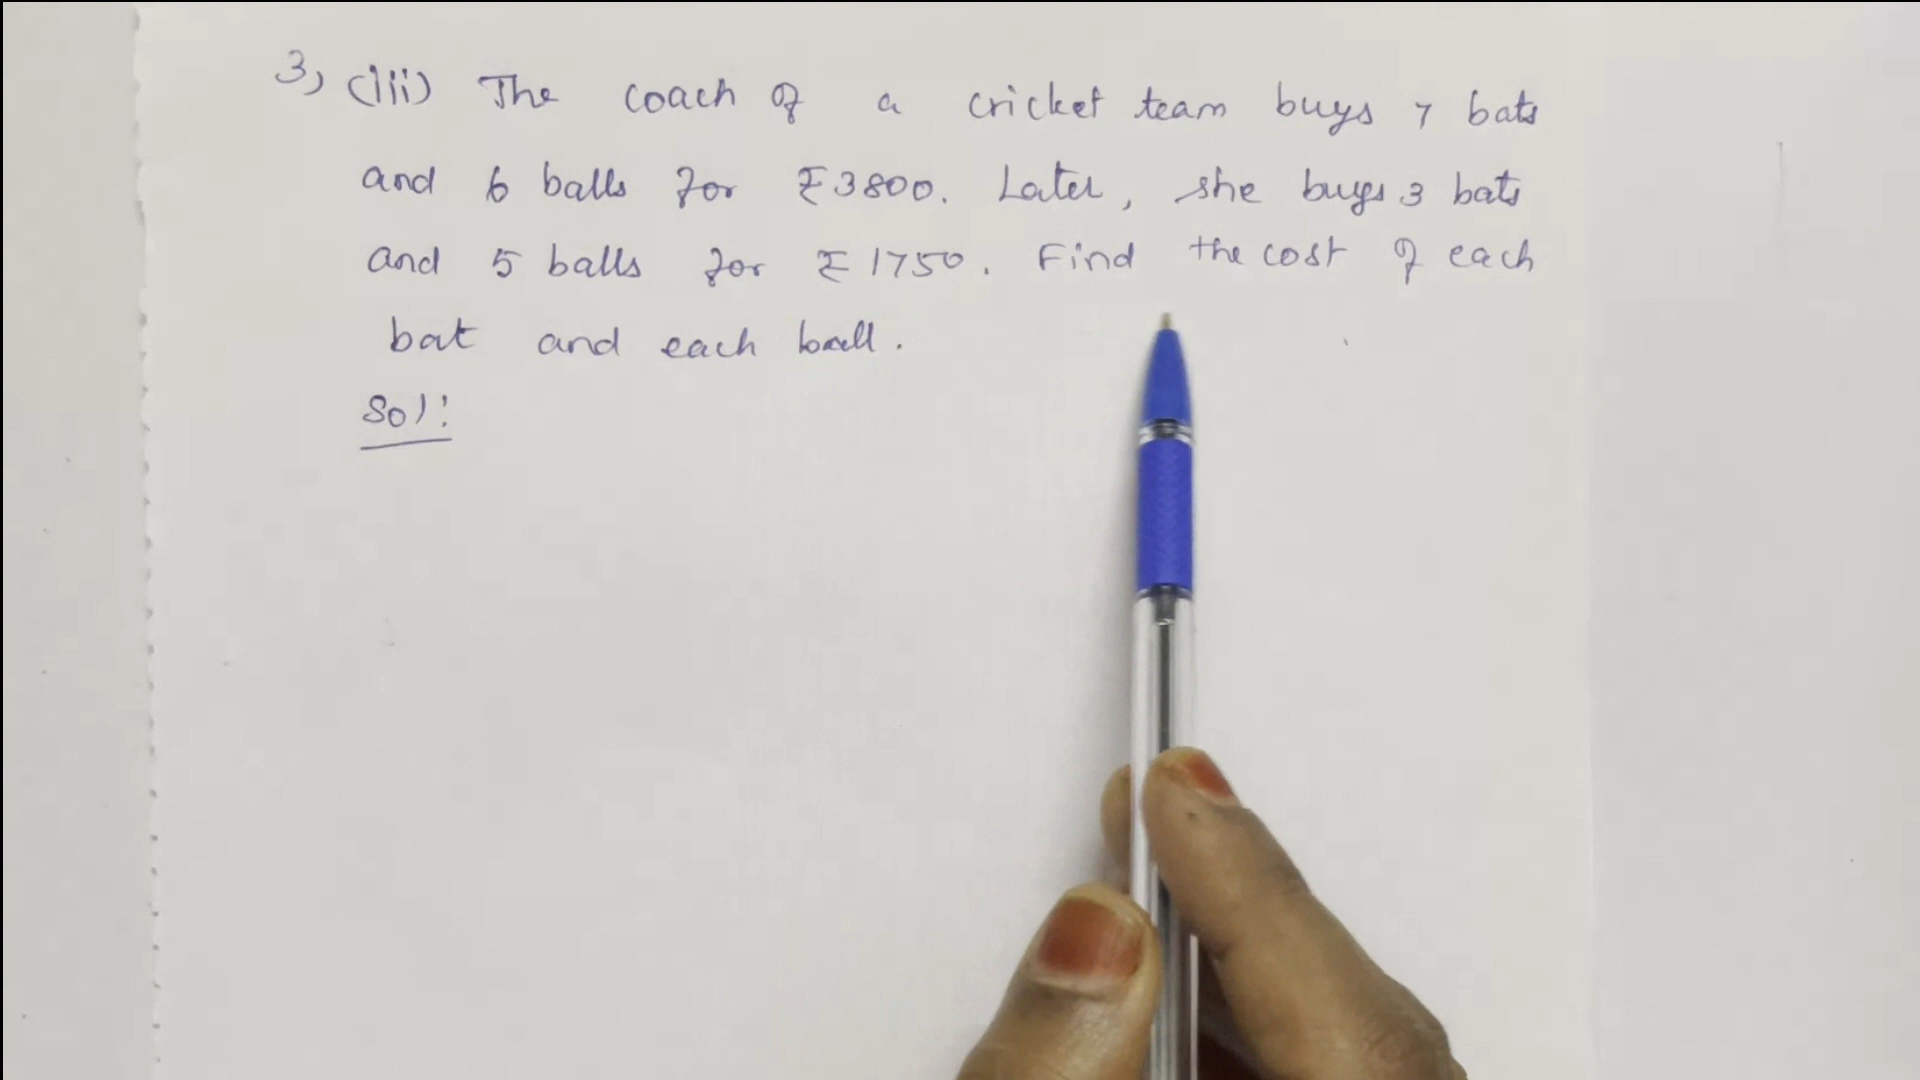 3) (iii) The coach of a cricket team buys 7 bats
and 6 balls for ₹3800. Later, she buys 3 bats
and 5 balls for ₹1750. Find the cost of each
bat and each ball.
Sol: